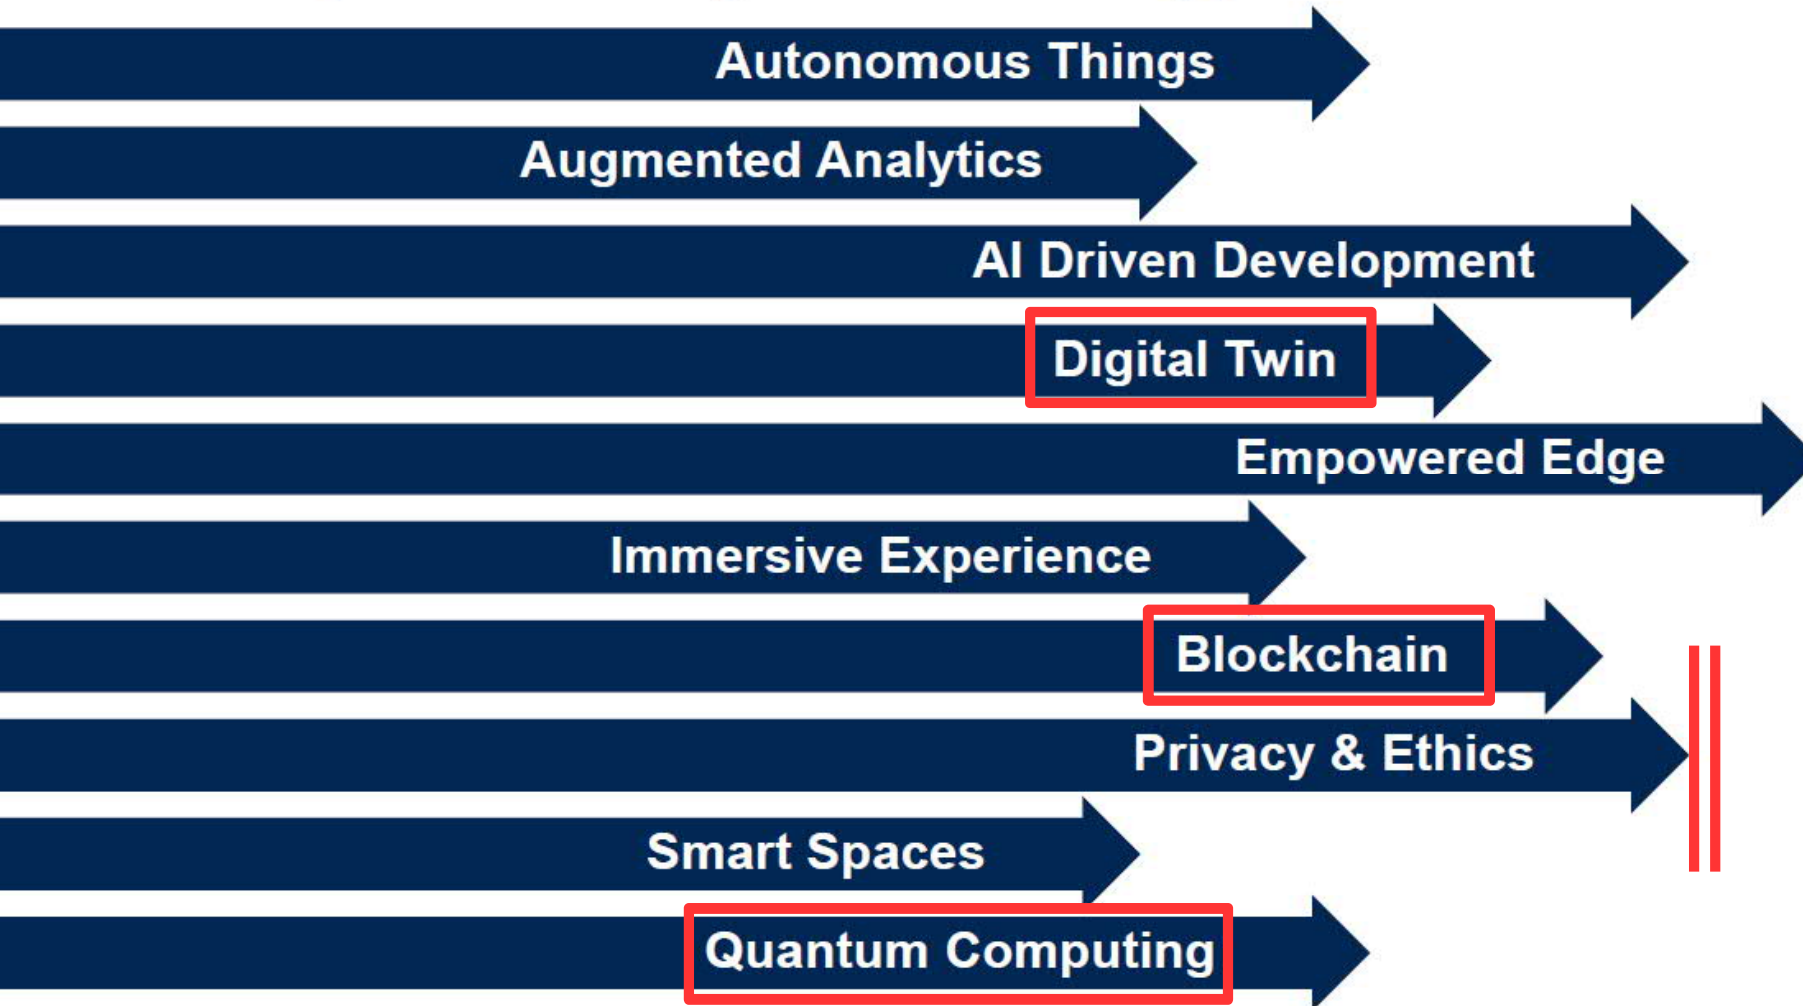 Autonomous Things
Augmented Analytics
AI Driven Development
Digital Twin
Empowered Edge
Immersive Experience
Blockchain
Privacy & Ethics
Smart Spaces
Quantum Computing